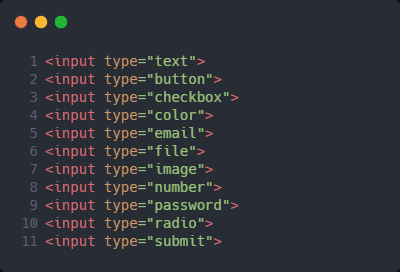 1 <input type="text">
2 <input type="button">
3 <input type="checkbox">
4 <input type="color">
5 <input type="email">
6 <input type="file">
7 <input type="image">
8 <input type="number">
9 <input type="password">
10 <input type="radio">
11 <input type="submit">